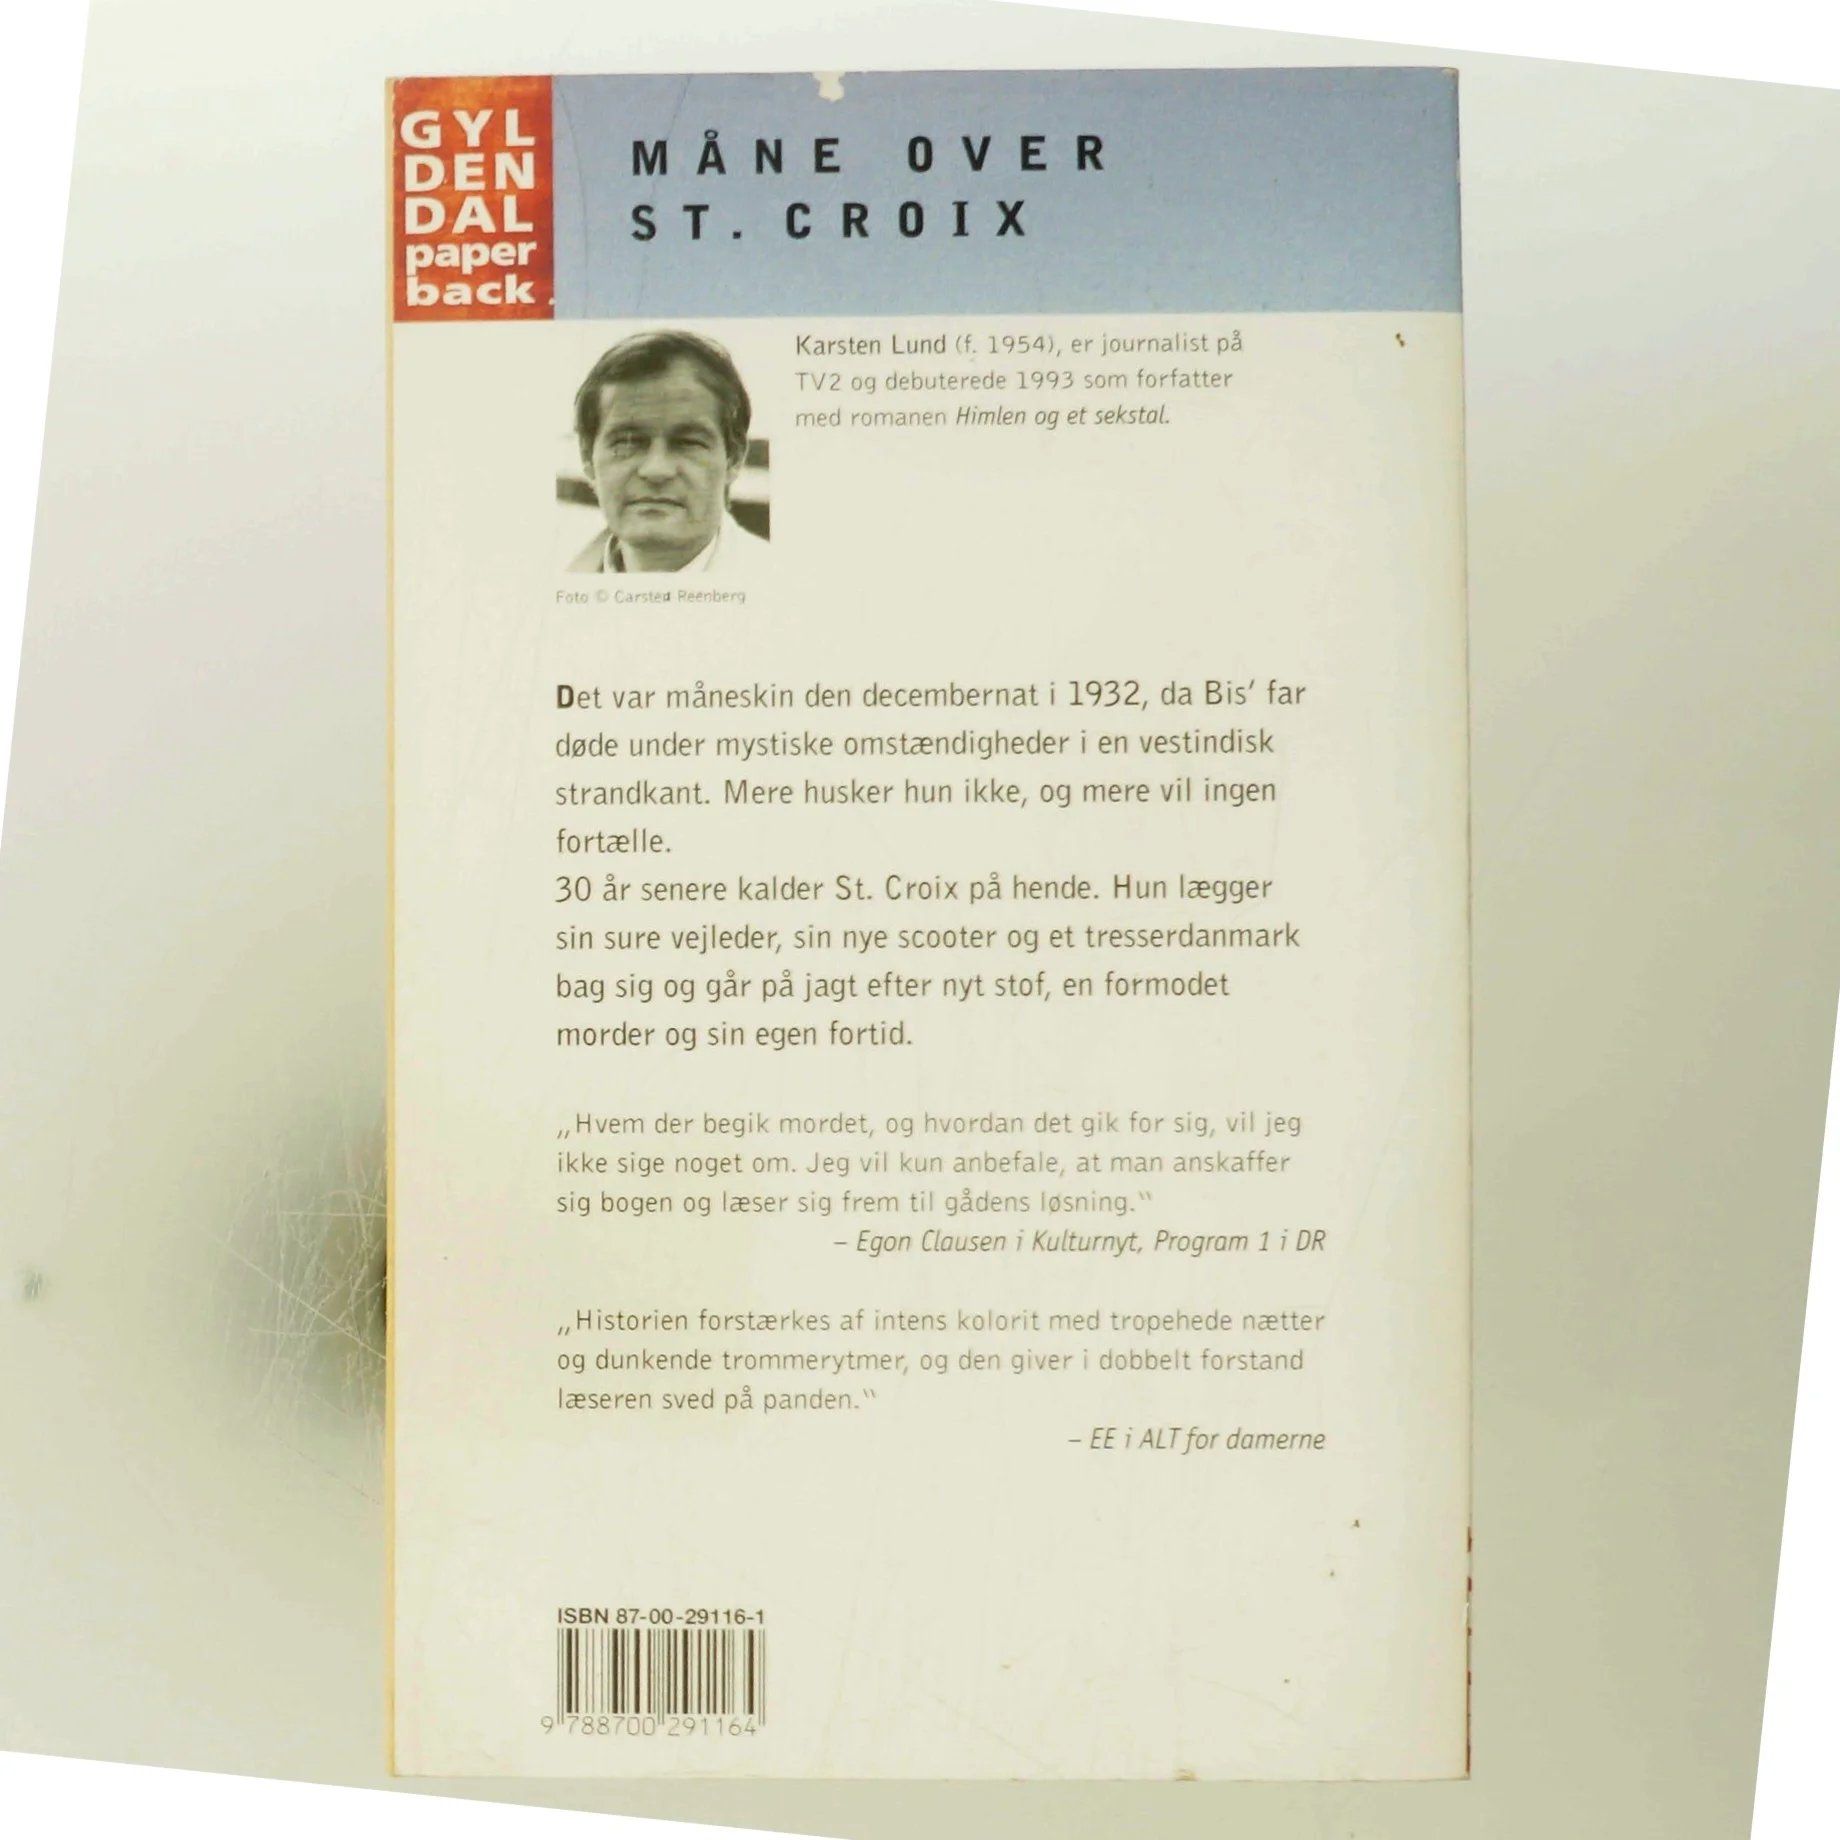 GYL
DEN
DAL
paper
back
MÅNE OVER
ST. CROIX
Karsten Lund (f. 1954), er journalist på
TV2 og debuterede 1993 som forfatter
med romanen Himlen og et sekstal.
Foto © Carsted Reenberg
Det var måneskin den decembernat i 1932, da Bis' far
døde under mystiske omstændigheder i en vestindisk
strandkant. Mere husker hun ikke, og mere vil ingen
fortælle.
30 år senere kalder St. Croix på hende. Hun lægger
sin sure vejleder, sin nye scooter og et tresserdanmark
bag sig og går på jagt efter nyt stof, en formodet
morder og sin egen fortid.
„Hvem der begik mordet, og hvordan det gik for sig, vil jeg
ikke sige noget om. Jeg vil kun anbefale, at man anskaffer
sig bogen og læser sig frem til gådens løsning.“
– Egon Clausen i Kulturnyt, Program 1 i DR
„Historien forstærkes af intens kolorit med tropehede nætter
og dunkende trommerytmer, og den giver i dobbelt forstand
læseren sved på panden.“
– EE i ALT for damerne
ISBN 87-00-29116-1
9 788700 291164